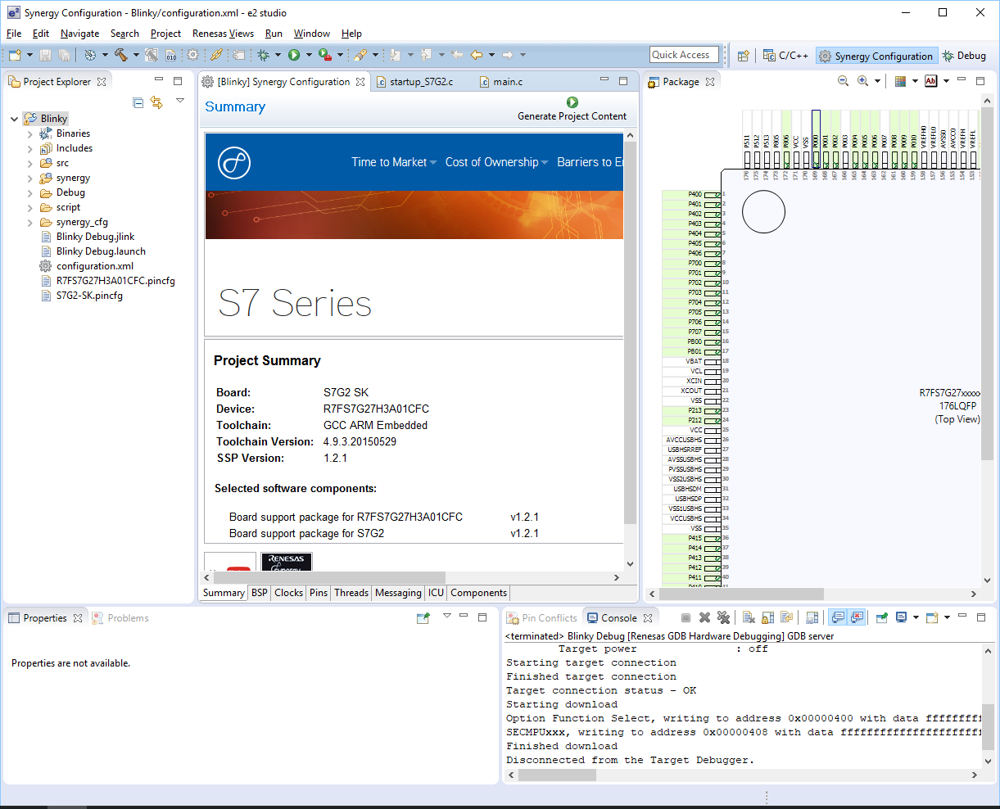 Synergy Configuration - Blinky/configuration.xml - e2 studio
File Edit Navigate Search Project Renesas Views Run Window Help
Quick Access
C/C++
Synergy Configuration
Debug
Project Explorer
Blinky
Binaries
Includes
src
synergy
Debug
script
synergy_cfg
Blinky Debug.jlink
Blinky Debug.launch
configuration.xml
R7FS7G27H3A01CFC.pincfg
S7G2-SK.pincfg
[Blinky] Synergy Configuration
startup_S7G2.c
main.c
Summary
Generate Project Content
Time to Market Cost of Ownership Barriers to E
S7 Series
Project Summary
Board: S7G2 SK
Device: R7FS7G27H3A01CFC
Toolchain: GCC ARM Embedded
Toolchain Version: 4.9.3.20150529
SSP Version: 1.2.1
Selected software components:
Board support package for R7FS7G27H3A01CFC v1.2.1
Board support package for S7G2 v1.2.1
RENESAS
Summary BSP Clocks Pins Threads Messaging ICU Components
Package
P511 P512 P513 P805 P806 VCC VSS P000 P001 P002 P003 P004 P005 P006 P007 P008 P009 P010 VREFH0 VREFL0 AVSS0 AVCC0 VREFH VREFL
176 175 174 173 172 171 170 169 168 167 166 165 164 163 162 161 160 159 158 157 156 155 154 153
P400 1
P401 2
P402 3
P403 4
P404 5
P405 6
P406 7
P700 8
P701 9
P702 10
P703 11
P704 12
P705 13
P706 14
P707 15
PB00 16
PB01 17
VBAT 18
VCL 19
XCIN 20
XCOUT 21
VSS 22
P213 23
P212 24
VCC 25
AVCCUSBHS 26
USBHSRREF 27
AVSSUSBHS 28
PVSSUSBHS 29
VSS2USBHS 30
USBHSDM 31
USBHSDP 32
VSS1USBHS 33
VCCUSBHS 34
VSS 35
P415 36
P414 37
P413 38
P412 39
P411 40
P410 41
R7FS7G27xxxx
176LQFP
(Top View)
Properties
Problems
Properties are not available.
Pin Conflicts
Console
<terminated> Blinky Debug [Renesas GDB Hardware Debugging] GDB server
Target power : off
Starting target connection
Finished target connection
Target connection status - OK
Starting download
Option Function Select, writing to address 0x00000400 with data fffffffff
SECMPUxxx, writing to address 0x00000408 with data ffffffffffffffffffffff
Finished download
Disconnected from the Target Debugger.